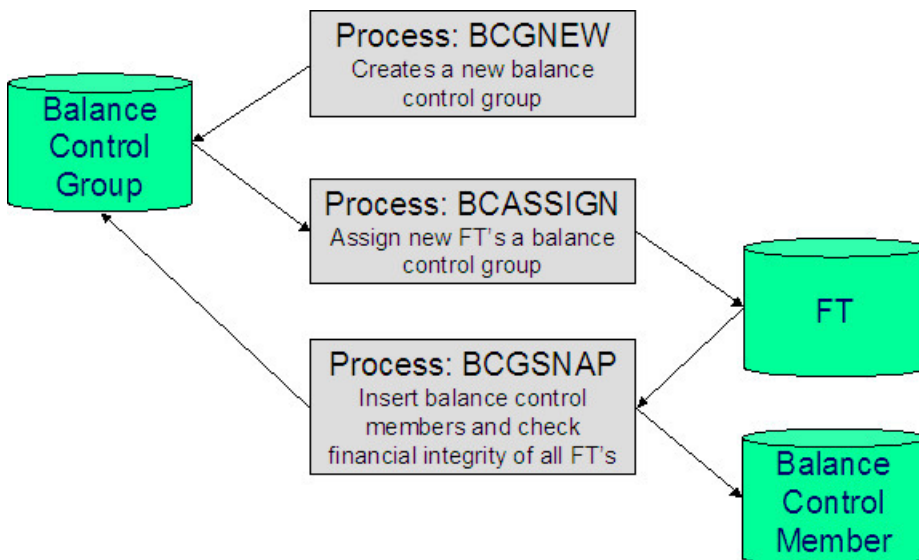 Process: BCGNEW
Creates a new balance
control group
Balance
Control
Group
Process: BCASSIGN
Assign new FT's a balance
control group
FT
Process: BCGSNAP
Insert balance control
members and check
financial integrity of all FT's
Balance
Control
Member